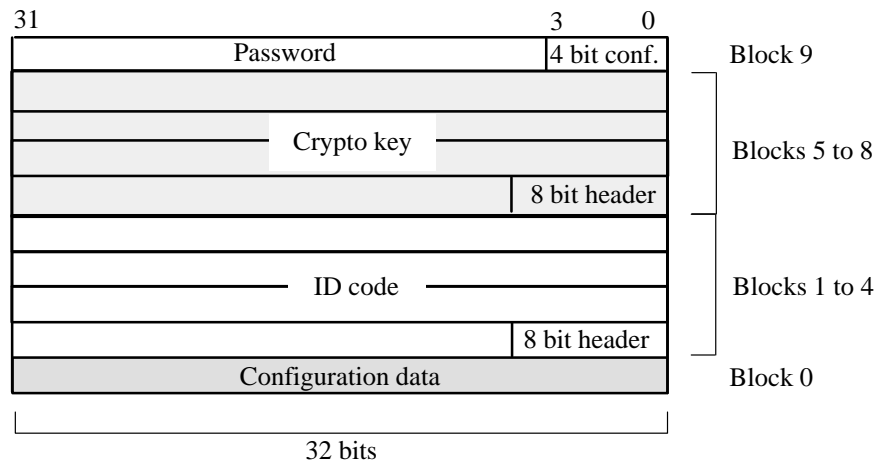 31 3 0
Password 4 bit conf. Block 9
Crypto key Blocks 5 to 8
8 bit header
ID code Blocks 1 to 4
8 bit header
Configuration data Block 0
32 bits